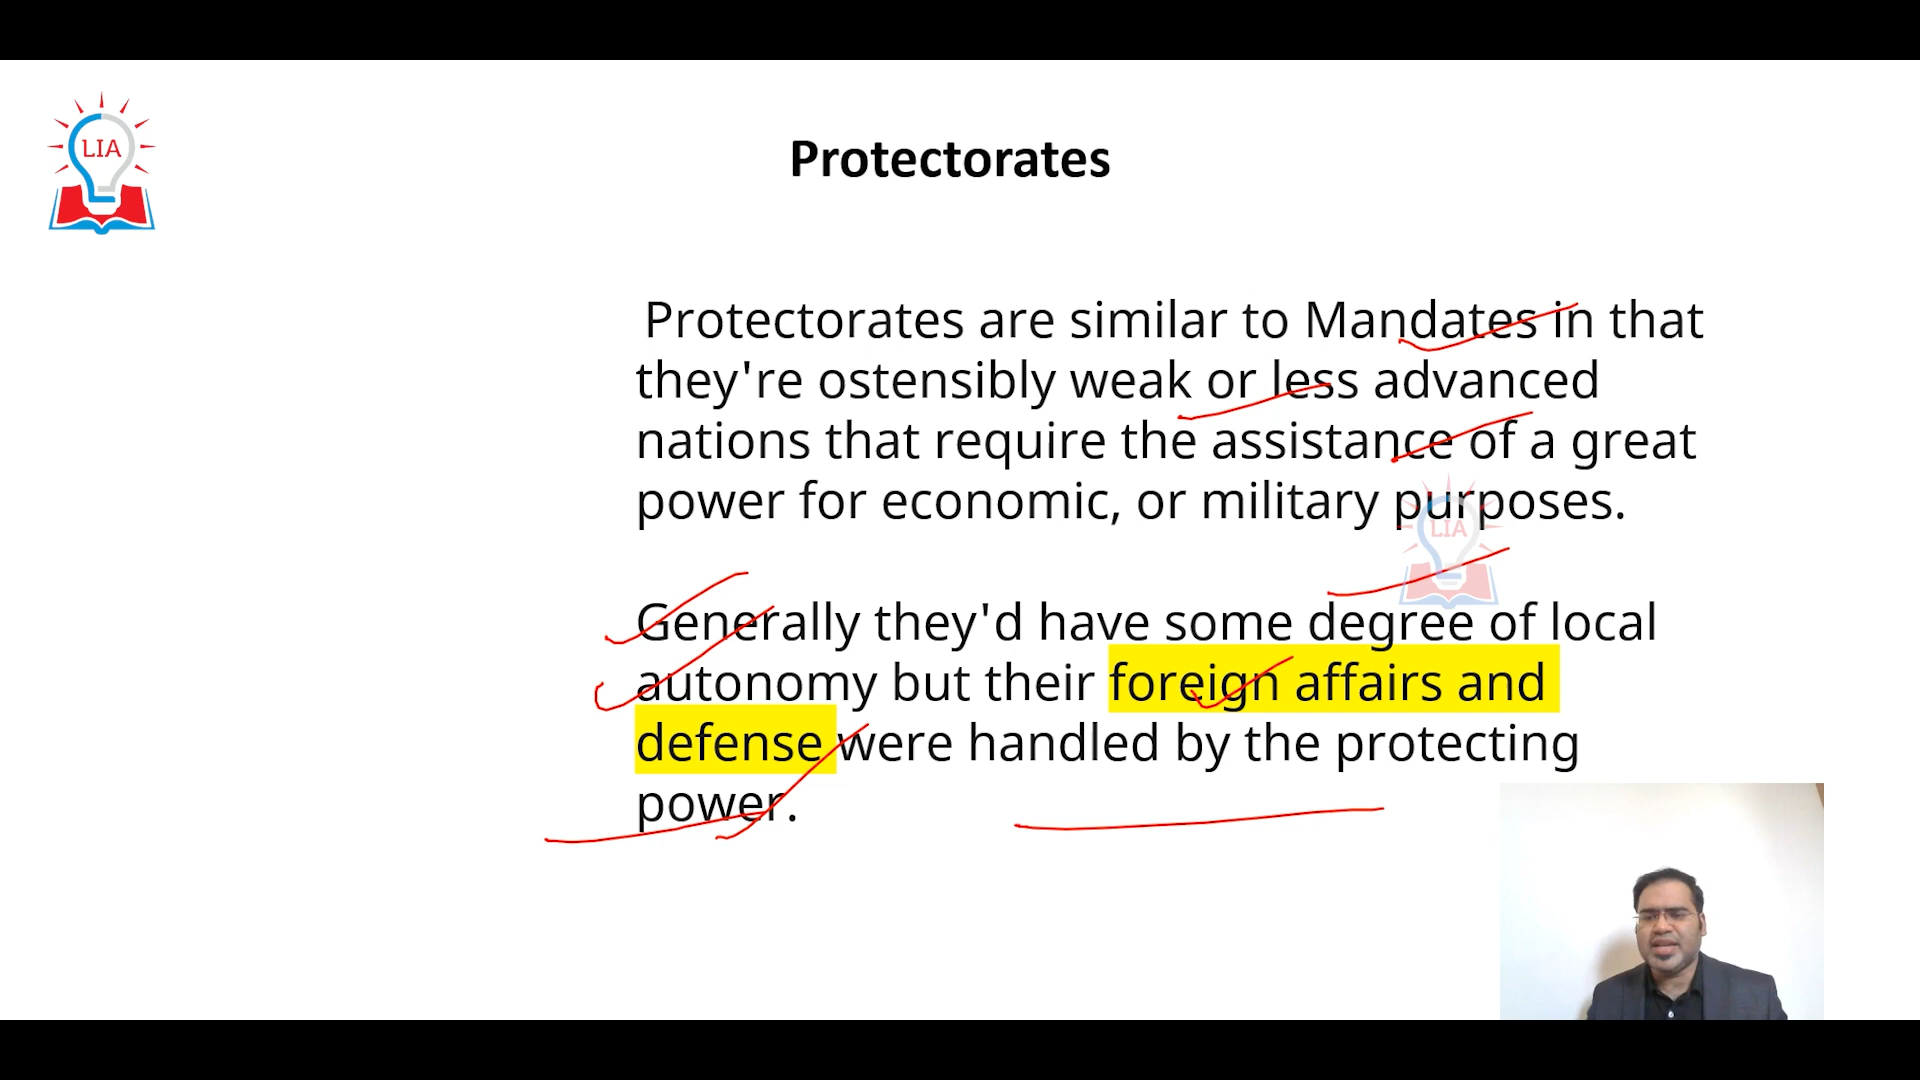 LIA
Protectorates
Protectorates are similar to Mandates in that
they're ostensibly weak or less advanced
nations that require the assistance of a great
power for economic, or military purposes.
LIA
Generally they'd have some degree of local
autonomy but their foreign affairs and
defense were handled by the protecting
power.